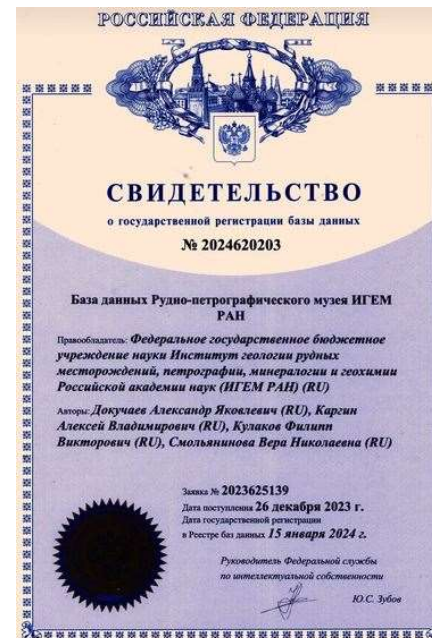 РОССИЙСКАЯ ФЕДЕРАЦИЯ
СВИДЕТЕЛЬСТВО
о государственной регистрации базы данных
№ 2024620203
База данных Рудно-петрографического музея ИГЕМ
РАН
Правообладатель: Федеральное государственное бюджетное
учреждение науки Институт геологии рудных
месторождений, петрографии, минералогии и геохимии
Российской академии наук (ИГЕМ РАН) (RU)
Авторы: Докучаев Александр Яковлевич (RU), Каргин
Алексей Владимирович (RU), Кулаков Филипп
Викторович (RU), Смольянинова Вера Николаевна (RU)
Заявка № 2023625139
Дата поступления 26 декабря 2023 г.
Дата государственной регистрации
в Реестре баз данных 15 января 2024 г.
Руководитель Федеральной службы
по интеллектуальной собственности
Ю.С. Зубов